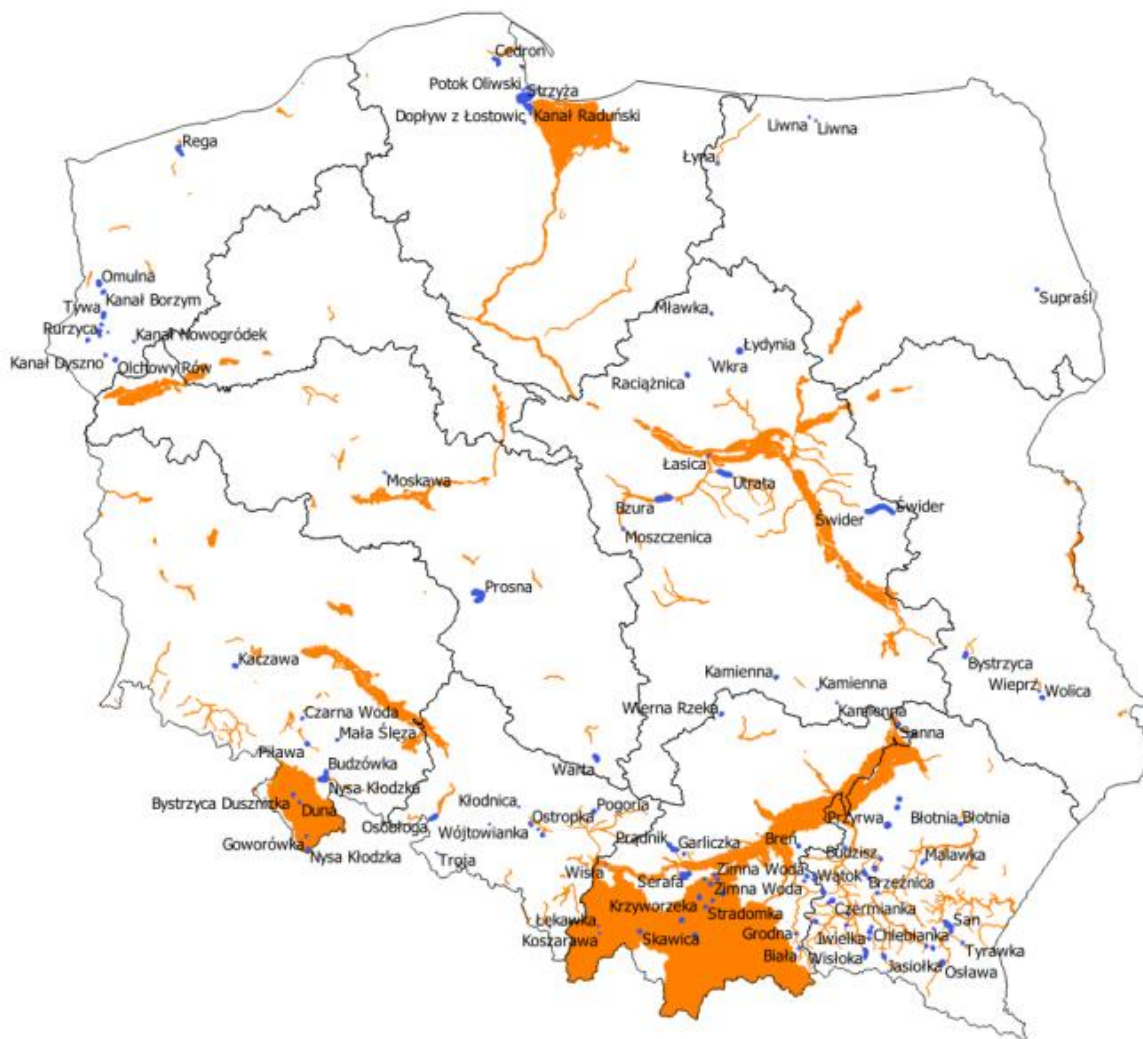 Cedron
Potok Oliwski
Strzyża
Dopływ z Łostowic
Kanał Raduński
Liwna
Liwna
Rega
Łyna
Omulna
Kanał Borzym
Tywa
Rurzyca
Kanał Nowogródek
Kanał Dyszno
Olchowy Rów
Supraśl
Mławka
Łydynia
Wkra
Raciążnica
Moskawa
Łasica
Utrata
Bzura
Świder
Świder
Moszczenica
Prosna
Kaczawa
Bystrzyca
Wieprz
Wolica
Kamienna
Kamienna
Kamienna
Wierna Rzeka
Sanna
Czarna Woda
Mała Ślęza
Piława
Budzówka
Nysa Kłodzka
Warta
Bystrzyca Dusznicka
Duna
Goworówka
Nysa Kłodzka
Osobłoga
Kłodnica
Ostropka
Pogoria
Wójtowianka
Troja
Prądnik
Garliczka
Breń
Przyrwa
Błotnia
Błotnia
Budzisz
Malawka
Wisła
Serafa
Zimna Woda
Zimna Woda
Wątok
Brzeźnica
Krzyworzeka
Stradomka
Czermianka
Łękawka
Koszarawa
Skawica
Grodna
Biała
Iwielka
Chlebianka
San
Tyrawka
Wisłoka
Jasiołka
Osława